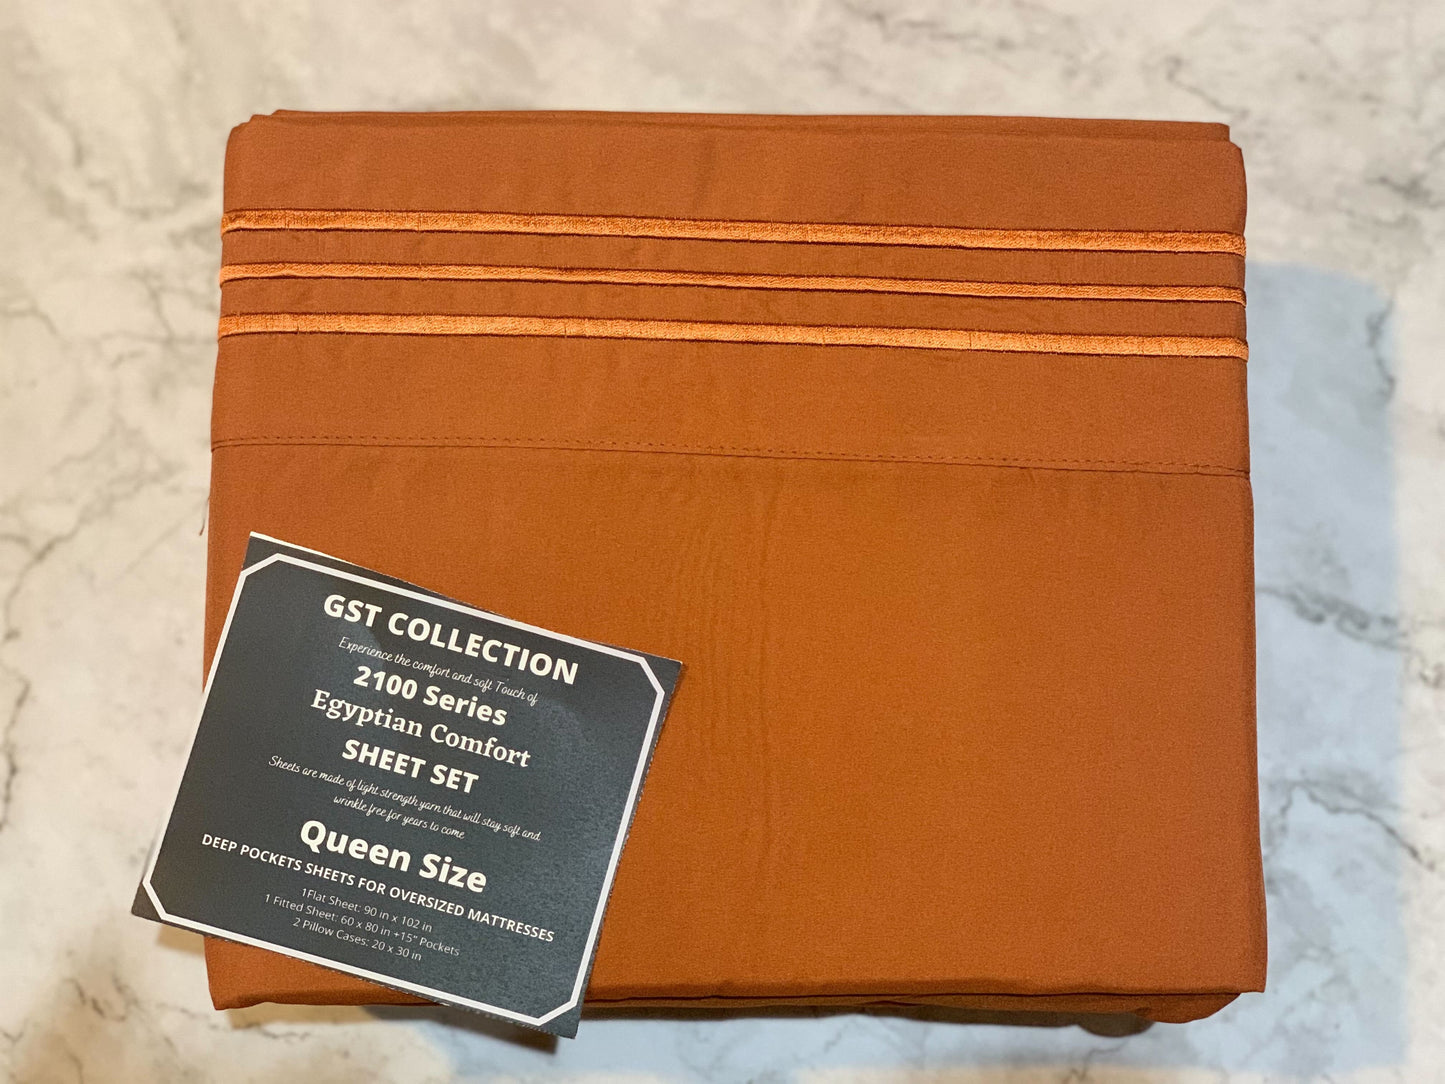 GST COLLECTION
Experience the comfort and soft Touch of
2100 Series
Egyptian Comfort
SHEET SET
Sheets are made of light strength yarn that will stay soft and
wrinkle free for years to come
Queen Size
DEEP POCKETS SHEETS FOR OVERSIZED MATTRESSES
1Flat Sheet: 90 in x 102 in
1 Fitted Sheet: 60 x 80 in +15" Pockets
2 Pillow Cases: 20 x 30 in